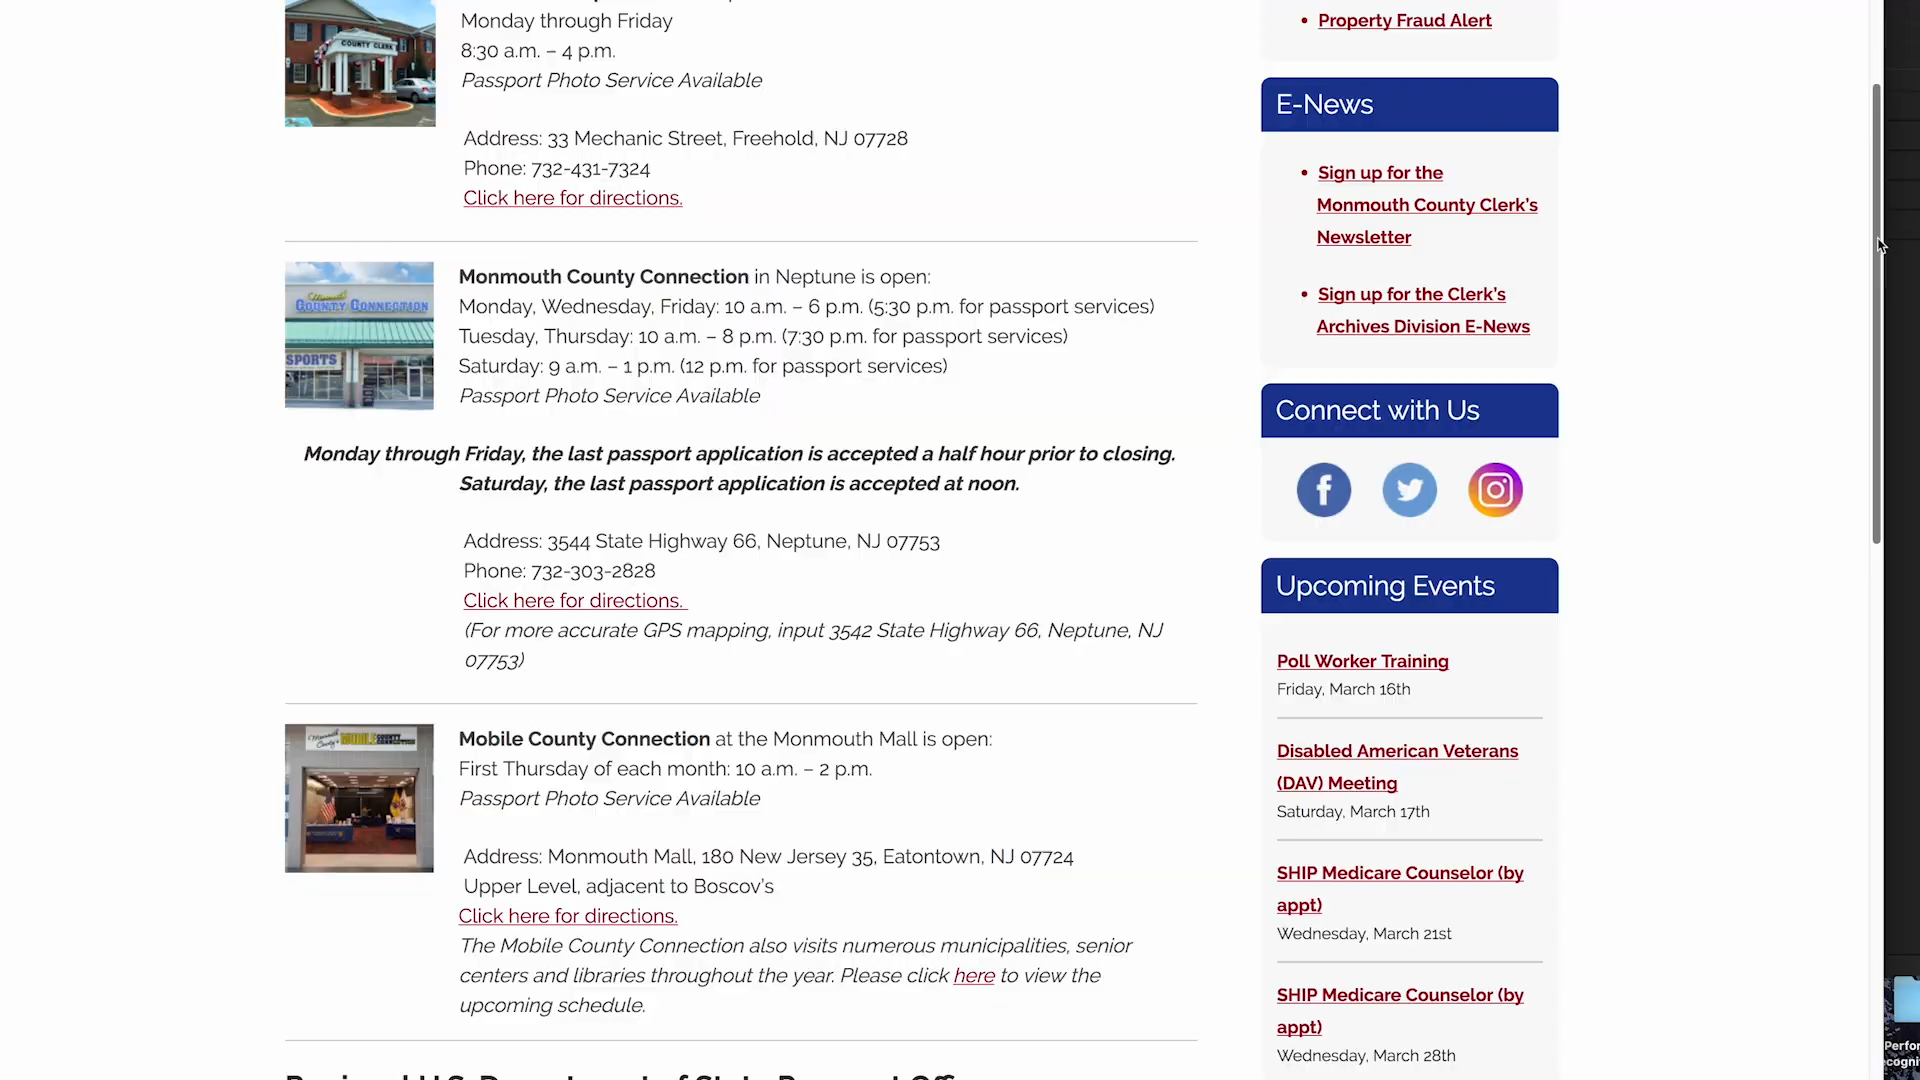 Monday through Friday
8:30 a.m. – 4 p.m.
Passport Photo Service Available
Address: 33 Mechanic Street, Freehold, NJ 07728
Phone: 732-431-7324
Click here for directions.
COUNTY CLERK
Monmouth County Connection in Neptune is open:
Monday, Wednesday, Friday: 10 a.m. – 6 p.m. (5:30 p.m. for passport services)
Tuesday, Thursday: 10 a.m. – 8 p.m. (7:30 p.m. for passport services)
Saturday: 9 a.m. – 1 p.m. (12 p.m. for passport services)
Passport Photo Service Available
Monmouth
COUNTY CONNECTION
SPORTS
Monday through Friday, the last passport application is accepted a half hour prior to closing.
Saturday, the last passport application is accepted at noon.
Address: 3544 State Highway 66, Neptune, NJ 07753
Phone: 732-303-2828
Click here for directions.
(For more accurate GPS mapping, input 3542 State Highway 66, Neptune, NJ
07753)
Mobile County Connection at the Monmouth Mall is open:
First Thursday of each month: 10 a.m. – 2 p.m.
Passport Photo Service Available
Address: Monmouth Mall, 180 New Jersey 35, Eatontown, NJ 07724
Upper Level, adjacent to Boscov's
Click here for directions.
The Mobile County Connection also visits numerous municipalities, senior
centers and libraries throughout the year. Please click here to view the
upcoming schedule.
Property Fraud Alert
E-News
Sign up for the
Monmouth County Clerk's
Newsletter
Sign up for the Clerk's
Archives Division E-News
Connect with Us
Upcoming Events
Poll Worker Training
Friday, March 16th
Disabled American Veterans
(DAV) Meeting
Saturday, March 17th
SHIP Medicare Counselor (by
appt)
Wednesday, March 21st
SHIP Medicare Counselor (by
appt)
Wednesday, March 28th